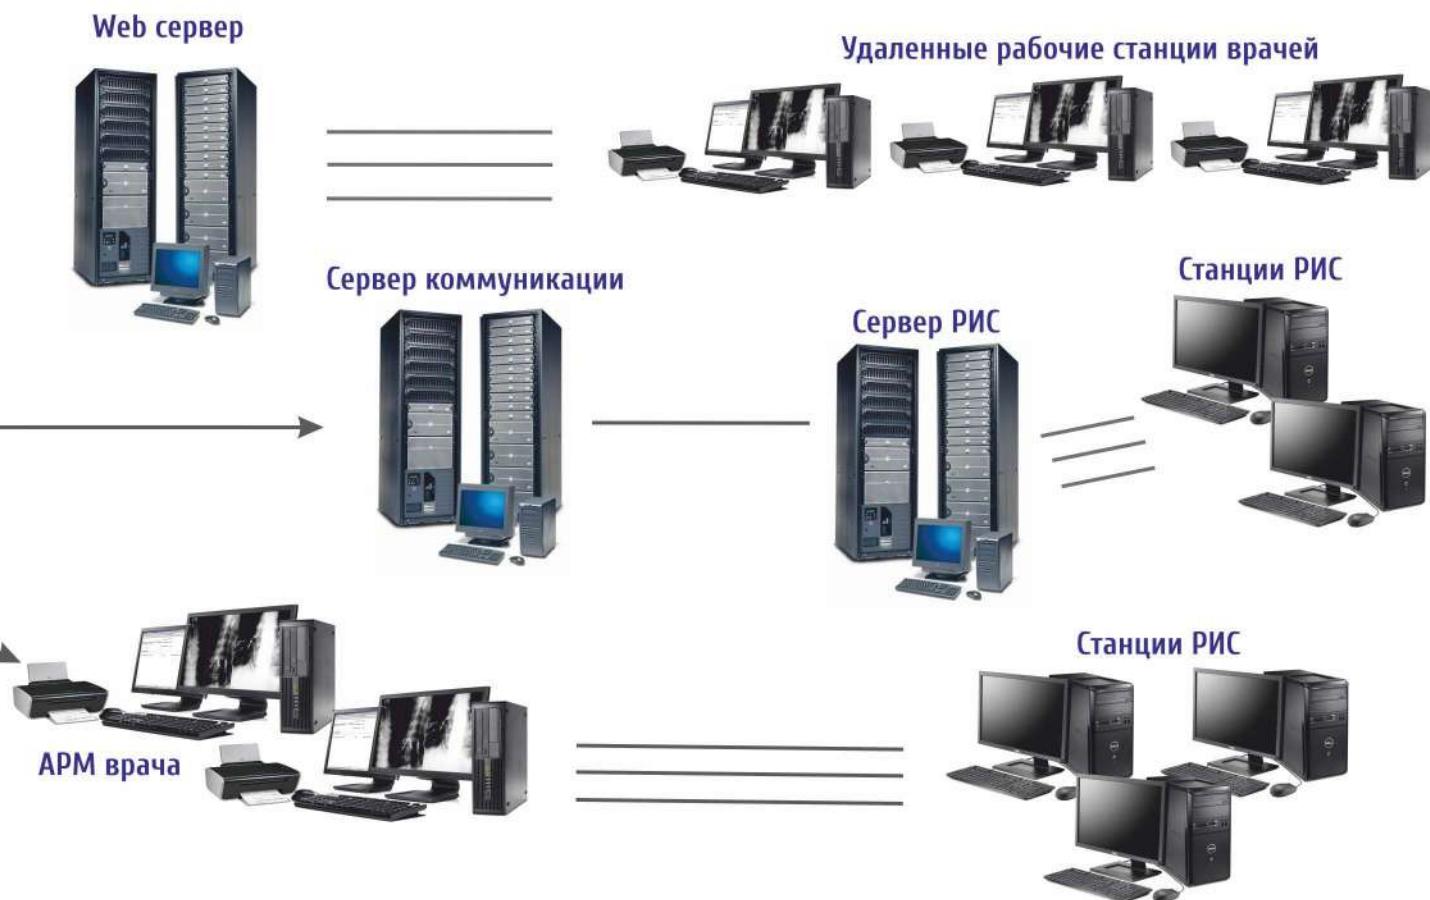 Web сервер
Удаленные рабочие станции врачей
Сервер коммуникации
Станции РИС
Сервер РИС
Станции РИС
АРМ врача